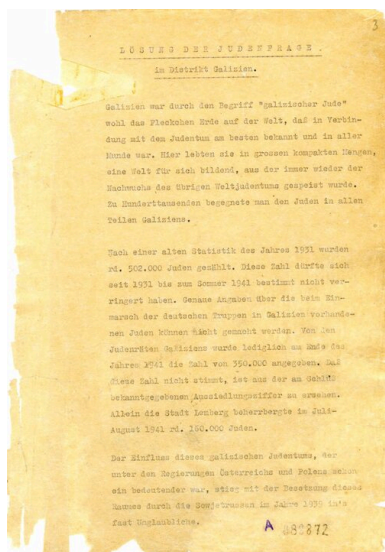 3
LÖSUNG DER JUDENFRAGE.
im Distrikt Galizien.
Galizien war durch den Begriff "galizischer Jude"
wohl das Fleckchen Erde auf der Welt, daß in Verbin-
dung mit dem Judentum am besten bekannt und in aller
Munde war. Hier lebten sie in grossen kompakten Mengen,
eine Welt für sich bildend, aus der immer wieder der
Nachwuchs des übrigen Weltjudentums gespeist wurde.
Zu Hunderttausenden begegnete man den Juden in allen
Teilen Galiziens.
Nach einer alten Statistik des Jahres 1931 wurden
rd. 502.000 Juden gezählt. Diese Zahl dürfte sich
seit 1931 bis zum Sommer 1941 bestimmt nicht ver-
ringert haben. Genaue Angaben über die beim Ein-
marsch der deutschen Truppen in Galizien vorhande-
nen Juden können nicht gemacht werden. Von den
Judenräten Galiziens wurde lediglich am Ende des
Jahres 1941 die Zahl von 350.000 angegeben. Daß
diese Zahl nicht stimmt, ist aus der am Schluß
bekanntgegebenen Aussiedlungsziffer zu ersehen.
Allein die Stadt Lemberg beherrbergte im Juli-
August 1941 rd. 160.000 Juden.
Der Einfluss dieses galizischen Judentums, der
unter den Regierungen Österreichs und Polens schon
ein bedeutender war, stieg mit der Besetzung dieses
Raumes durch die Sowjetrussen im Jahre 1939 ins
fast Unglaubliche.
A